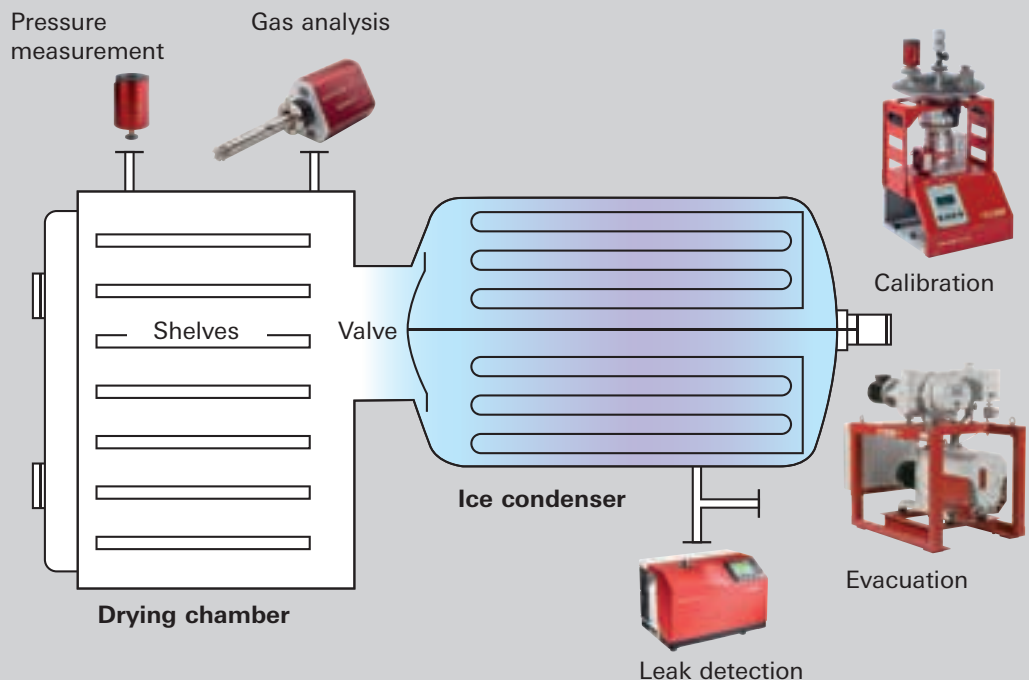 Pressure
measurement
Gas analysis
Calibration
Shelves
Valve
Ice condenser
Evacuation
Drying chamber
Leak detection